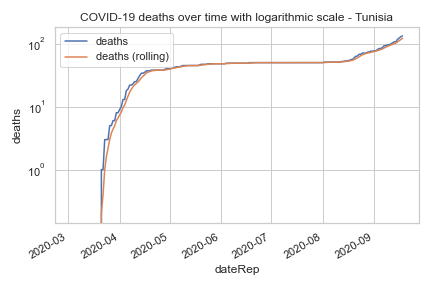 COVID-19 deaths over time with logarithmic scale - Tunisia
deaths
deaths (rolling)
10²
10¹
10⁰
deaths
2020-03
2020-04
2020-05
2020-06
2020-07
2020-08
2020-09
dateRep